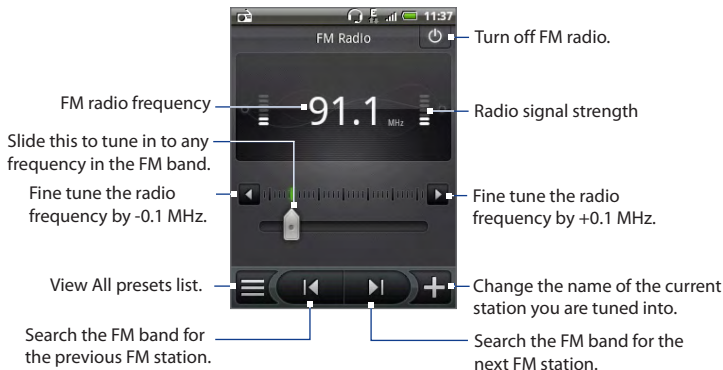 11:37
FM Radio
Turn off FM radio.
FM radio frequency
91.1 MHz
Radio signal strength
Slide this to tune in to any
frequency in the FM band.
Fine tune the radio
frequency by -0.1 MHz.
Fine tune the radio
frequency by +0.1 MHz.
View All presets list.
Change the name of the current
station you are tuned into.
Search the FM band for
the previous FM station.
Search the FM band for the
next FM station.